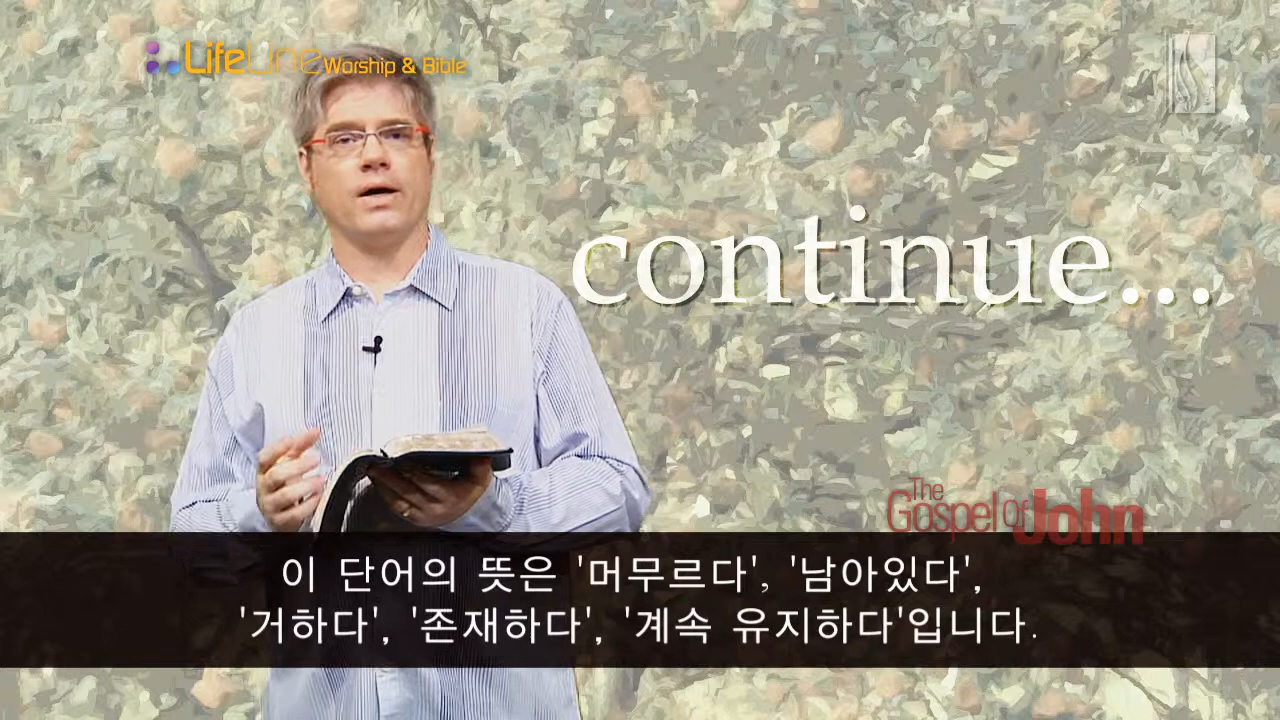 LifeLine Worship & Bible
continue...
The Gospel Of John
이 단어의 뜻은 '머무르다', '남아있다',
'거하다', '존재하다', '계속 유지하다'입니다.